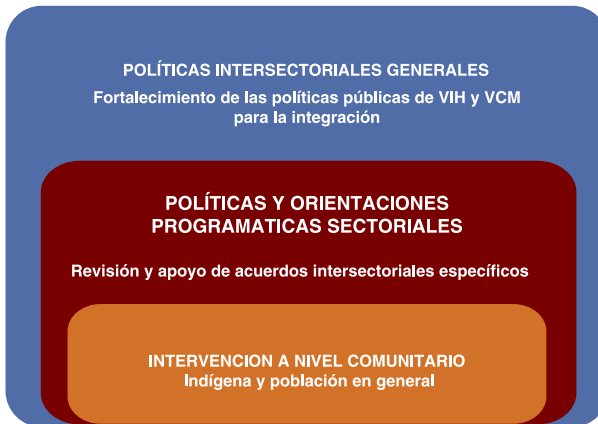 POLÍTICAS INTERSECTORIALES GENERALES
Fortalecimiento de las políticas públicas de VIH y VCM
para la integración
POLÍTICAS Y ORIENTACIONES
PROGRAMATICAS SECTORIALES
Revisión y apoyo de acuerdos intersectoriales específicos
INTERVENCION A NIVEL COMUNITARIO
Indígena y población en general